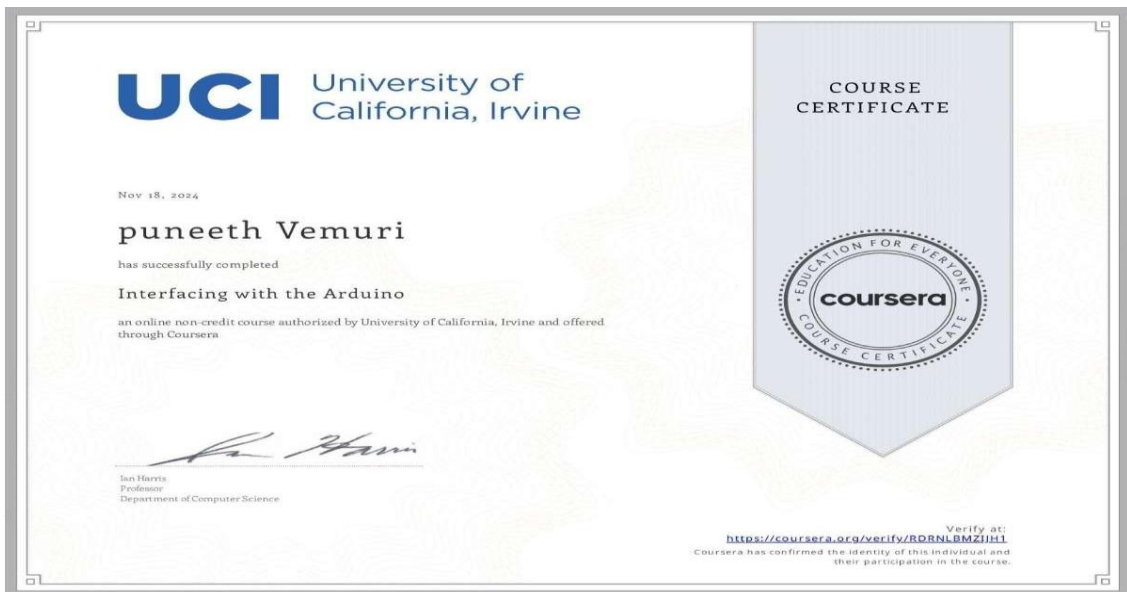 UCI University of
California, Irvine
COURSE
CERTIFICATE
Nov 18, 2024
puneeth Vemuri
has successfully completed
Interfacing with the Arduino
an online non-credit course authorized by University of California, Irvine and offered
through Coursera
EDUCATION FOR EVERYONE
coursera
COURSE CERTIFICATE
Ian Harris
Ian Harris
Professor
Department of Computer Science
Verify at:
https://coursera.org/verify/RDRNLBMZIJH1
Coursera has confirmed the identity of this individual and
their participation in the course.